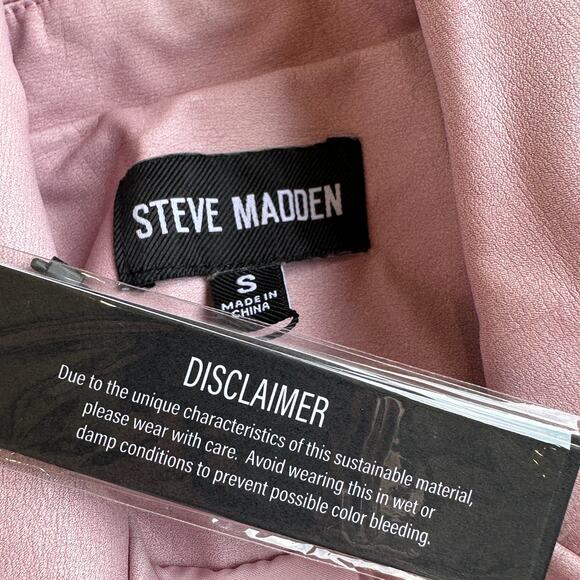 STEVE MADDEN
S
MADE IN
CHINA
DISCLAIMER
Due to the unique characteristics of this sustainable material,
please wear with care. Avoid wearing this in wet or
damp conditions to prevent possible color bleeding.